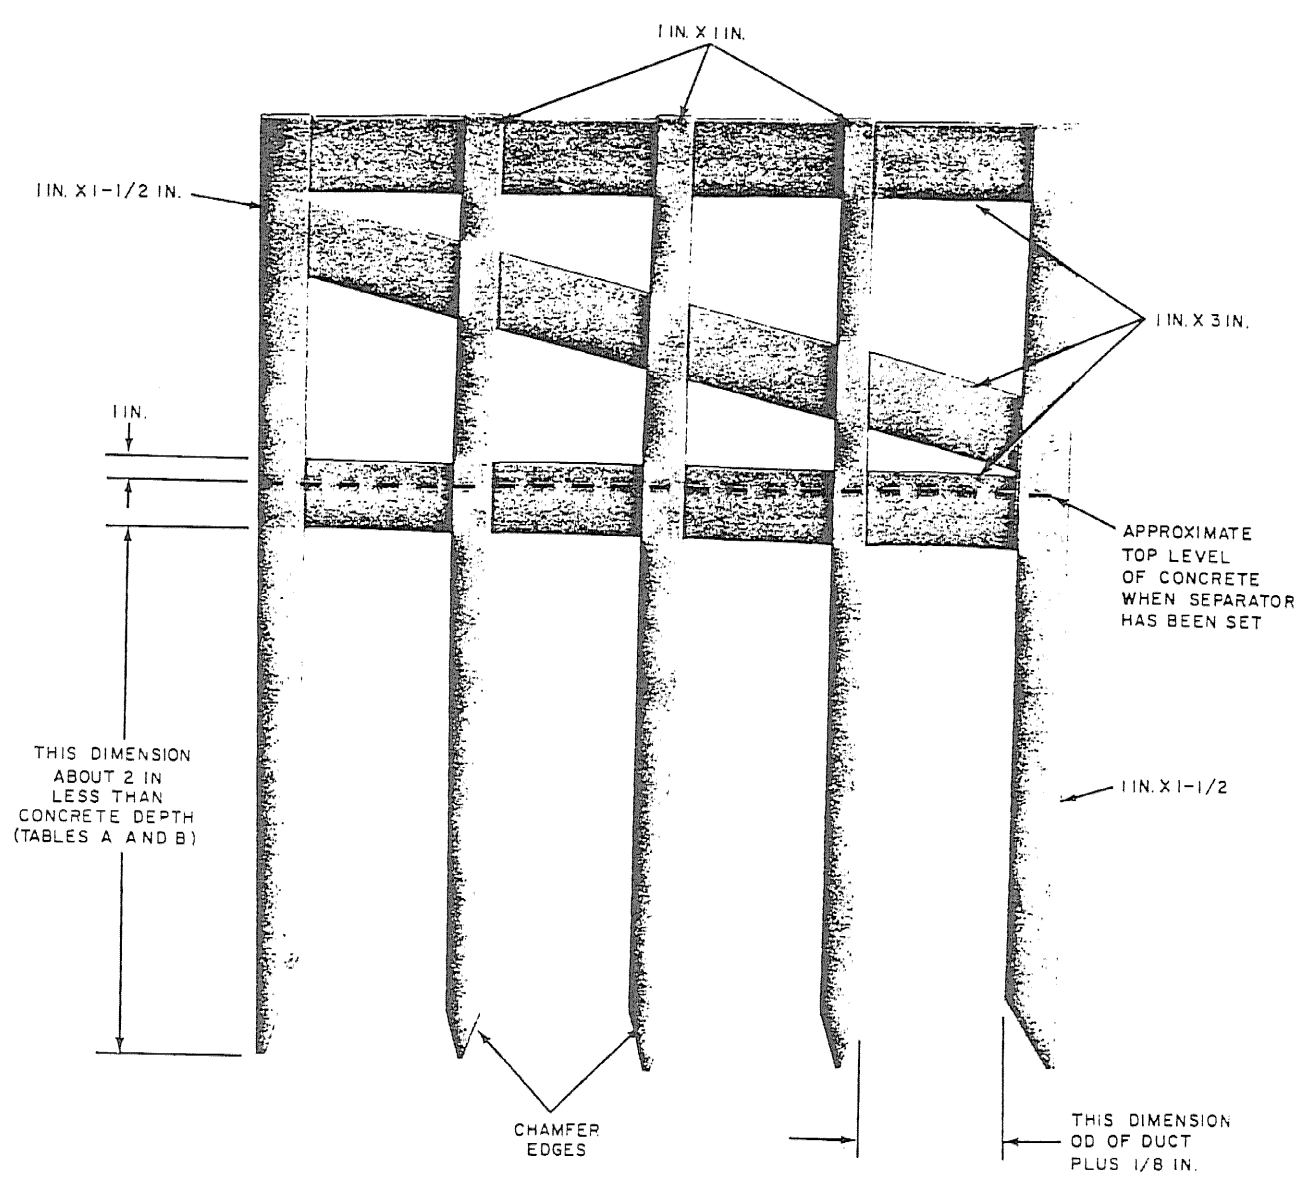 1 IN. X 1 IN.
1 IN. X 1-1/2 IN.
1 IN. X 3 IN.
1 IN.
APPROXIMATE
TOP LEVEL
OF CONCRETE
WHEN SEPARATOR
HAS BEEN SET
THIS DIMENSION
ABOUT 2 IN
LESS THAN
CONCRETE DEPTH
(TABLES A AND B)
1 IN. X 1-1/2
CHAMFER
EDGES
THIS DIMENSION
OD OF DUCT
PLUS 1/8 IN.